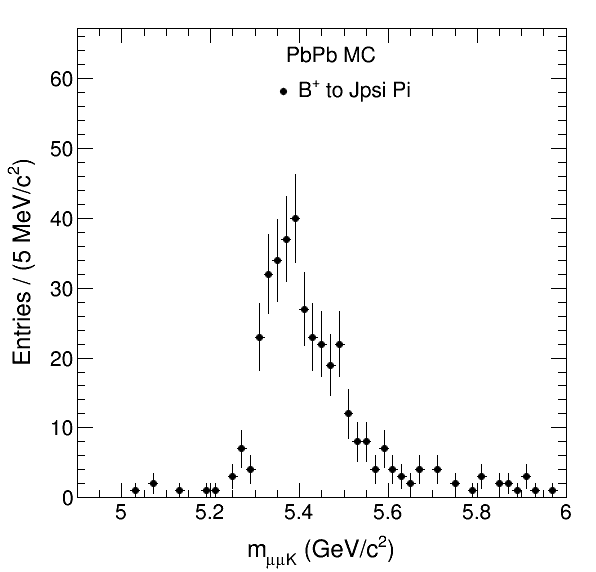 PbPb MC
B⁺ to Jpsi Pi
Entries / (5 MeV/c²)
60
50
40
30
20
10
0
5 5.2 5.4 5.6 5.8 6
m_μμK (GeV/c²)